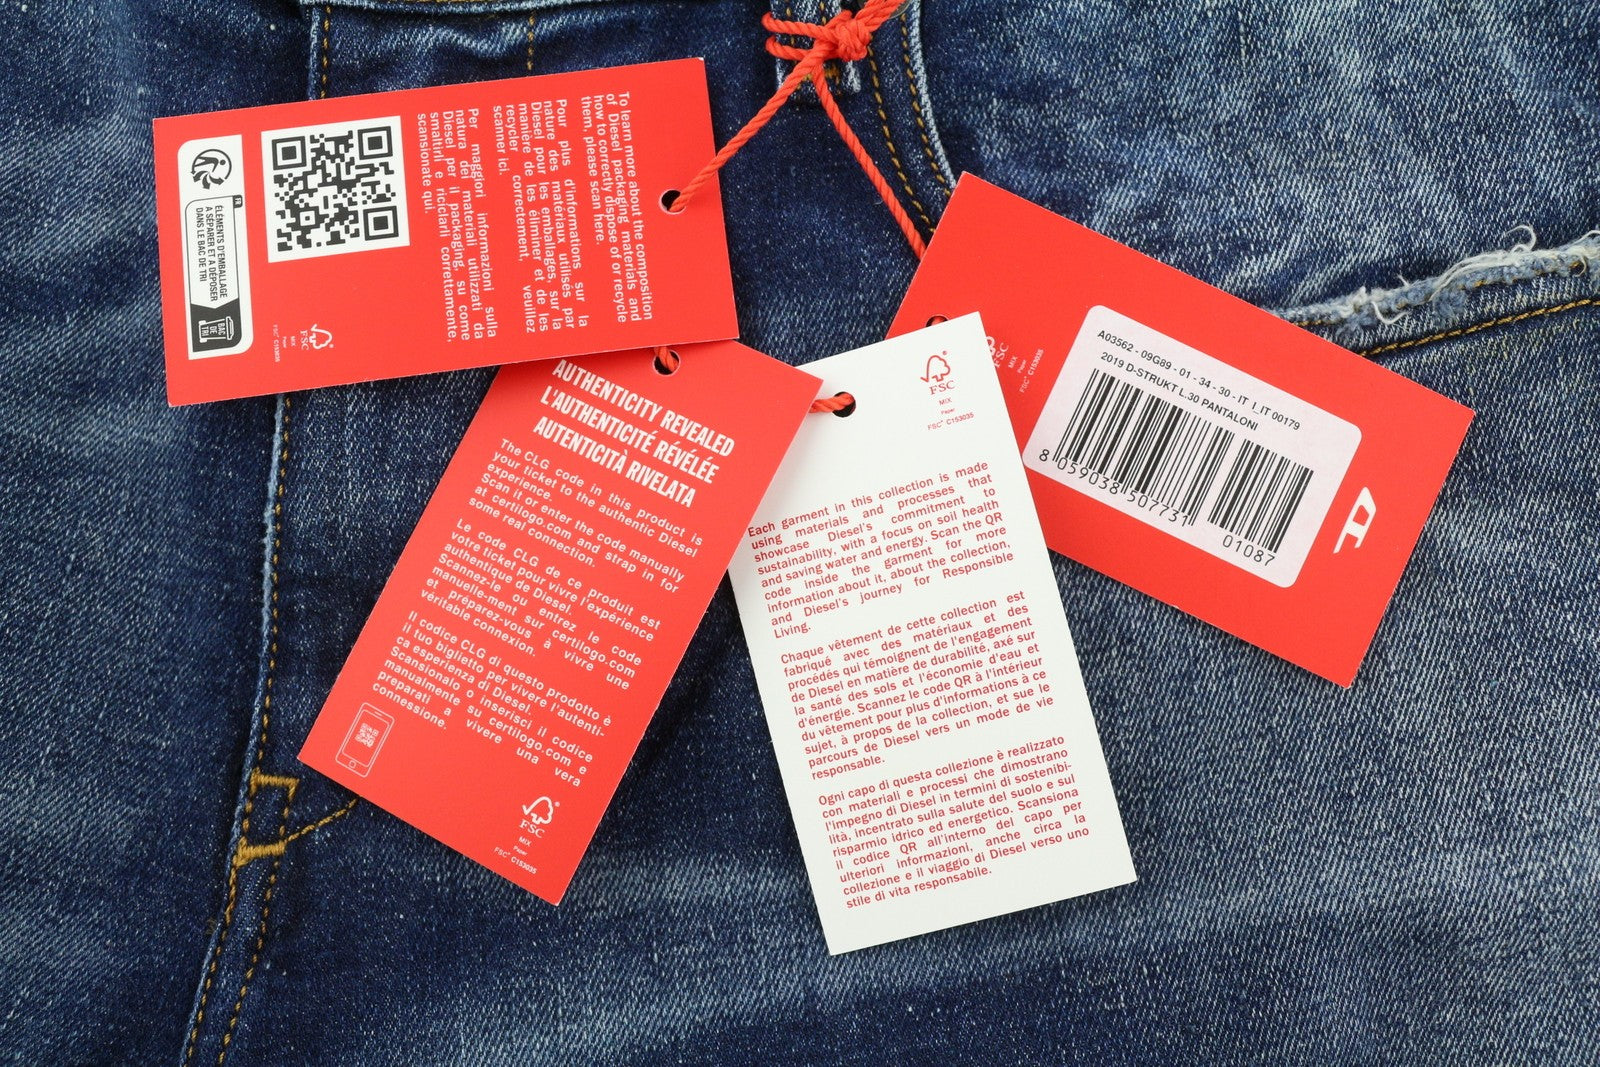 To learn more about the composition
of Diesel packaging materials and
how to correctly dispose of or recycle
them, please scan here.
Pour plus d'informations sur la
nature des matériaux utilisés par
Diesel pour les emballages, sur la
manière de les éliminer et de les
recycler correctement, veuillez
scanner ici.
Per maggiori informazioni sulla
natura dei materiali utilizzati da
Diesel per il packaging, su come
smaltirli e riciclarli correttamente,
scansionate qui.
FR
ÉLÉMENTS D'EMBALLAGE
À SÉPARER ET À DÉPOSER
DANS LE BAC DE TRI
BAC
DE
TRI
FSC
MIX
Paper
FSC® C153035
AUTHENTICITY REVEALED
L'AUTHENTICITÉ RÉVÉLÉE
AUTENTICITÀ RIVELATA
The CLG code in this product is
your ticket to the authentic Diesel
experience.
Scan it or enter the code manually
at certilogo.com and strap in for
some real connection.
Le code CLG de ce produit est
votre ticket pour vivre l'expérience
authentique de Diesel.
Scannez-le ou entrez le code
manuelle-ment sur certilogo.com
et préparez-vous à vivre une
véritable connexion.
Il codice CLG di questo prodotto è
il tuo biglietto per vivere l'autenti-
ca esperienza di Diesel.
Scansionalo o inserisci il codice
manualmente su certilogo.com e
preparati a vivere una vera
connessione.
FSC
MIX
Paper
FSC® C153035
FSC
MIX
Paper
FSC® C153035
Each garment in this collection is made
using materials and processes that
showcase Diesel's commitment to
sustainability, with a focus on soil health
and saving water and energy. Scan the QR
code inside the garment for more
information about it, about the collection,
and Diesel's journey for Responsible
Living.
Chaque vêtement de cette collection est
fabriqué avec des matériaux et des
procédés qui témoignent de l'engagement
de Diesel en matière de durabilité, axé sur
la santé des sols et l'économie d'eau et
d'énergie. Scannez le code QR à l'intérieur
du vêtement pour plus d'informations à ce
sujet, à propos de la collection, et sue le
parcours de Diesel vers un mode de vie
responsable.
Ogni capo di questa collezione è realizzato
con materiali e processi che dimostrano
l'impegno di Diesel in termini di sostenibi-
lità, incentrato sulla salute del suolo e sul
risparmio idrico ed energetico. Scansiona
il codice QR all'interno del capo per
ulteriori informazioni, anche circa la
collezione e il viaggio di Diesel verso uno
stile di vita responsabile.
FSC
MIX
Paper
FSC® C153035
A03562 - 09G89 - 01 - 34 - 30 - IT I_IT 00179
2019 D-STRUKT L.30 PANTALONI
8 059038 507731
01087
D